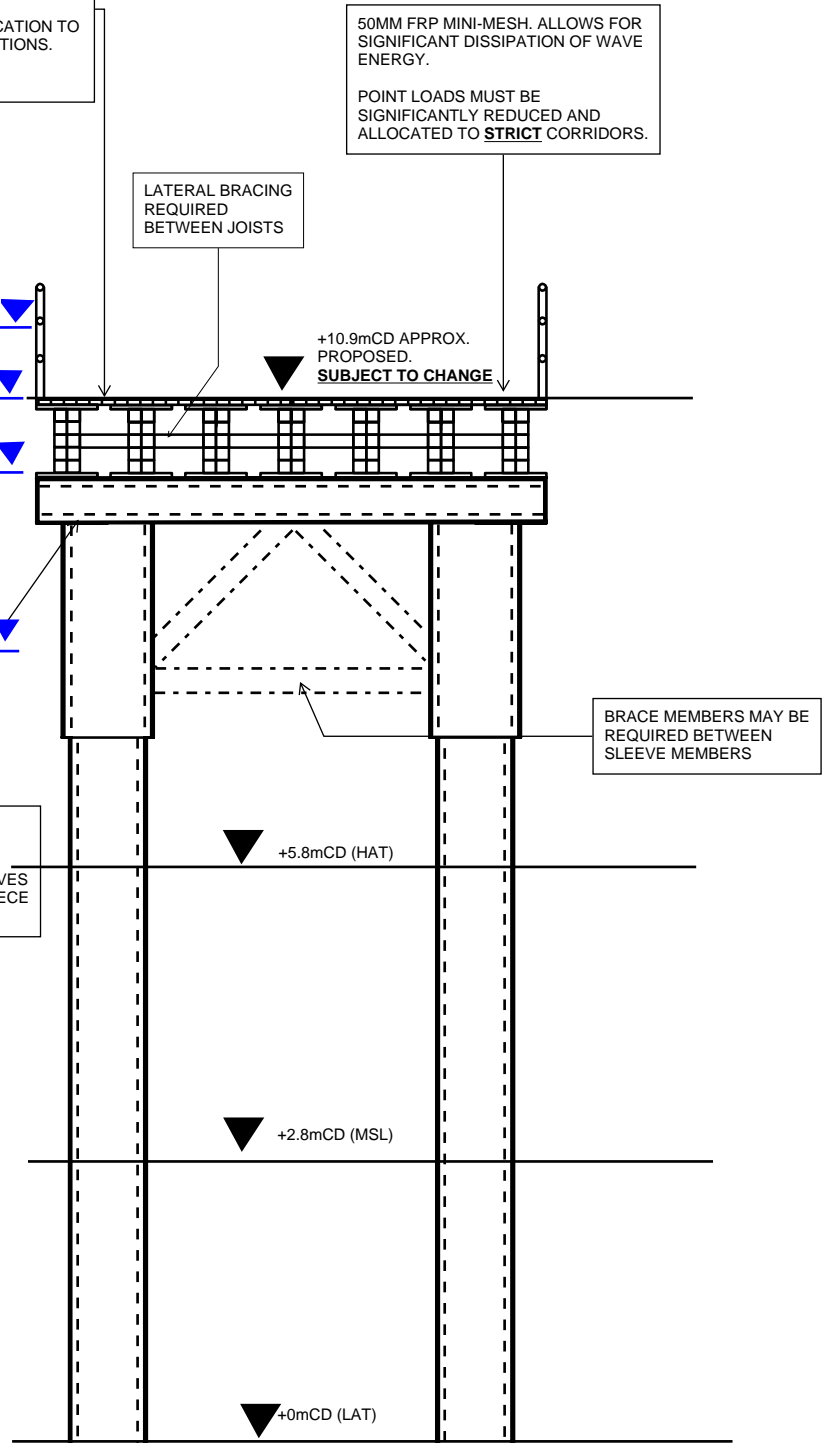 CATION TO
TIONS.
50MM FRP MINI-MESH. ALLOWS FOR
SIGNIFICANT DISSIPATION OF WAVE
ENERGY.
POINT LOADS MUST BE
SIGNIFICANTLY REDUCED AND
ALLOCATED TO STRICT CORRIDORS.
LATERAL BRACING
REQUIRED
BETWEEN JOISTS
+10.9mCD APPROX.
PROPOSED.
SUBJECT TO CHANGE
BRACE MEMBERS MAY BE
REQUIRED BETWEEN
SLEEVE MEMBERS
+5.8mCD (HAT)
VES
ECE
+2.8mCD (MSL)
+0mCD (LAT)